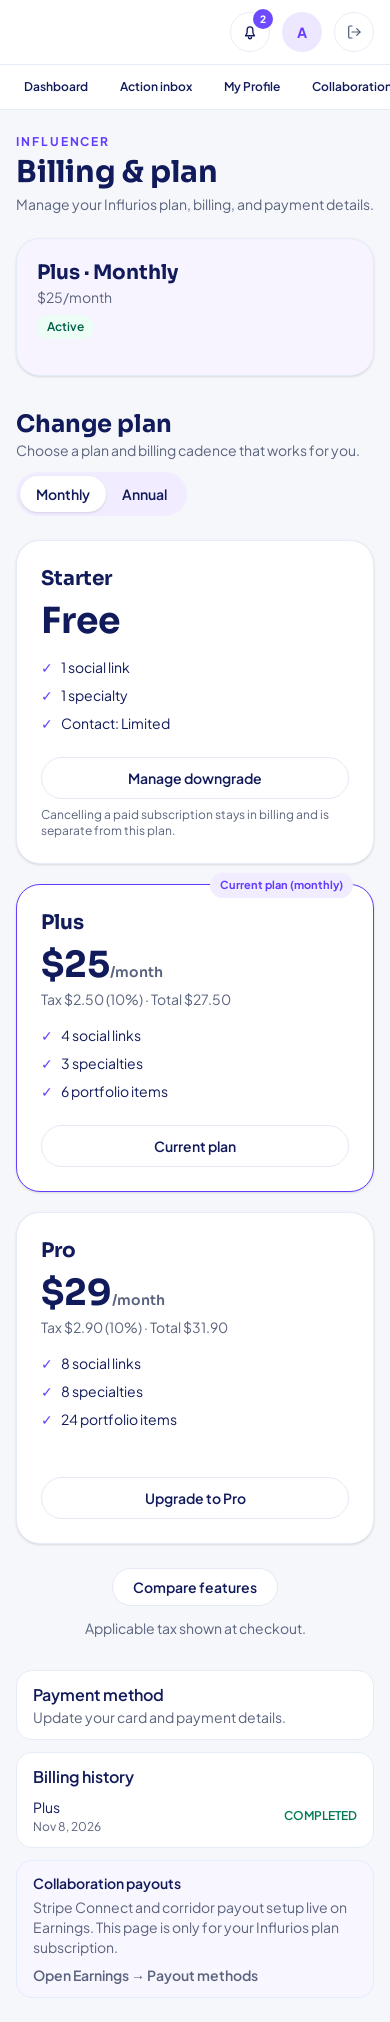 2
A
Dashboard
Action inbox
My Profile
Collaboration
INFLUENCER
Billing & plan
Manage your Influrios plan, billing, and payment details.
Plus · Monthly
$25/month
Active
Change plan
Choose a plan and billing cadence that works for you.
Monthly
Annual
Starter
Free
✓ 1 social link
✓ 1 specialty
✓ Contact: Limited
Manage downgrade
Cancelling a paid subscription stays in billing and is
separate from this plan.
Current plan (monthly)
Plus
$25/month
Tax $2.50 (10%) · Total $27.50
✓ 4 social links
✓ 3 specialties
✓ 6 portfolio items
Current plan
Pro
$29/month
Tax $2.90 (10%) · Total $31.90
✓ 8 social links
✓ 8 specialties
✓ 24 portfolio items
Upgrade to Pro
Compare features
Applicable tax shown at checkout.
Payment method
Update your card and payment details.
Billing history
Plus
Nov 8, 2026
COMPLETED
Collaboration payouts
Stripe Connect and corridor payout setup live on
Earnings. This page is only for your Influrios plan
subscription.
Open Earnings → Payout methods